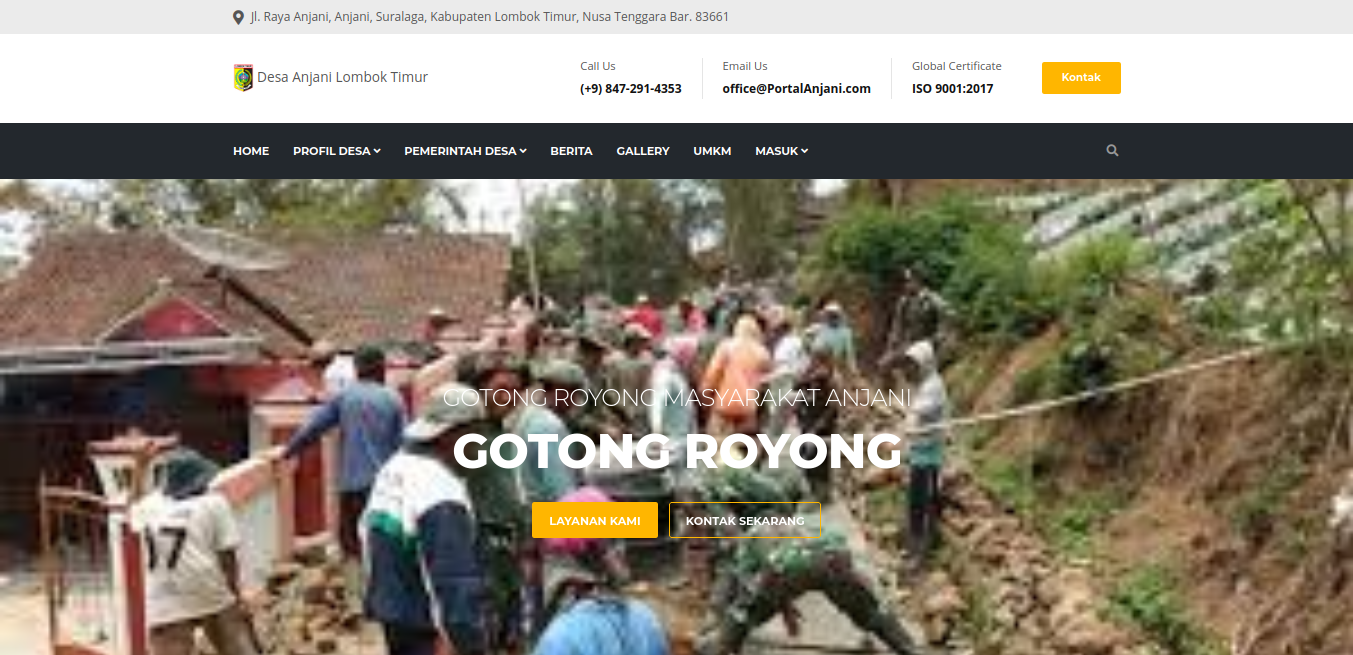 Jl. Raya Anjani, Anjani, Suralaga, Kabupaten Lombok Timur, Nusa Tenggara Bar. 83661
Desa Anjani Lombok Timur
Call Us
(+9) 847-291-4353
Email Us
office@PortalAnjani.com
Global Certificate
ISO 9001:2017
Kontak
HOME PROFIL DESA PEMERINTAH DESA BERITA GALLERY UMKM MASUK
GOTONG ROYONG MASYARAKAT ANJANI
GOTONG ROYONG
LAYANAN KAMI KONTAK SEKARANG
17